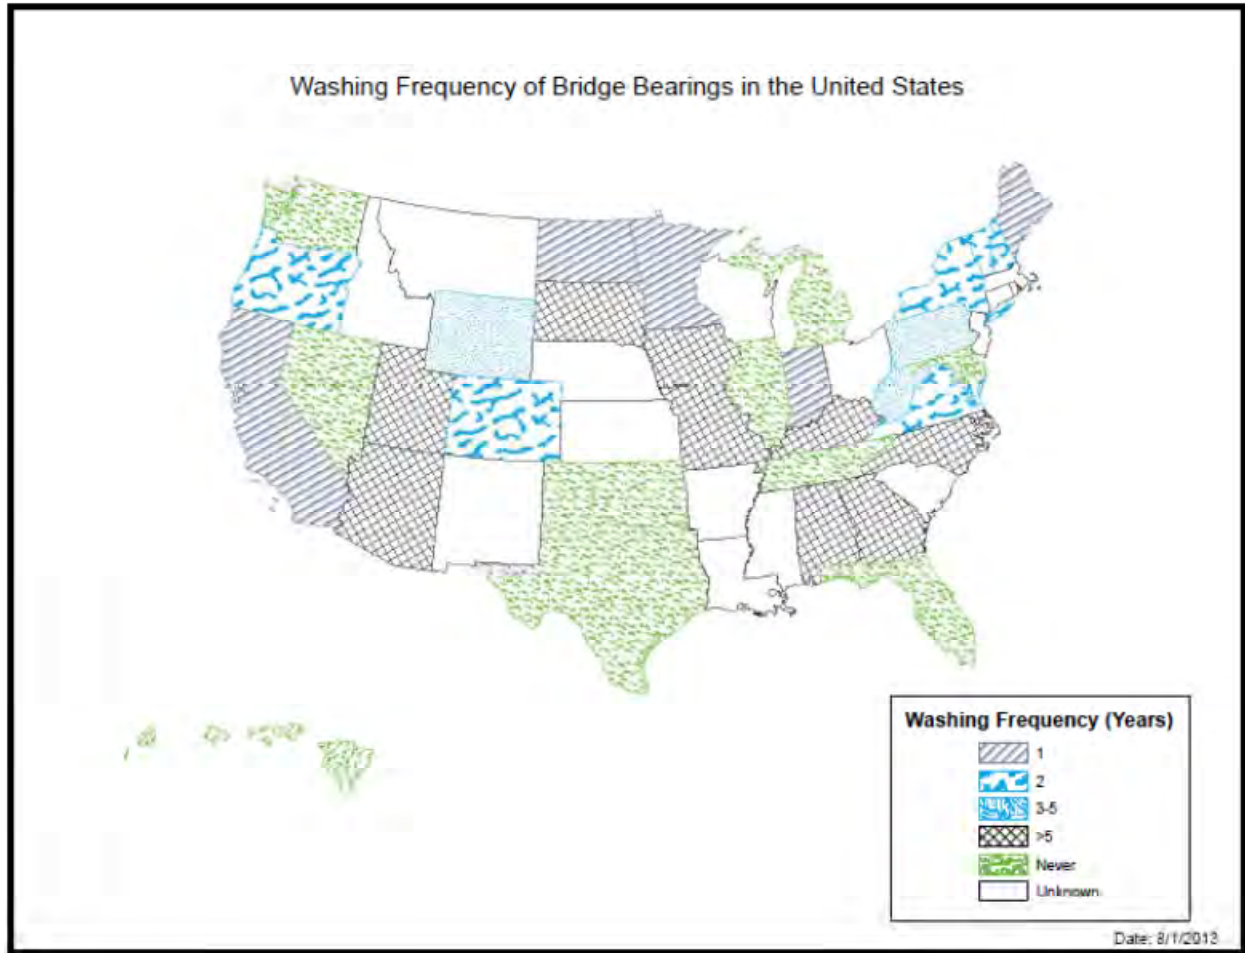 Washing Frequency of Bridge Bearings in the United States
Washing Frequency (Years)
1
2
3-5
>5
Never
Unknown
Date: 8/1/2013